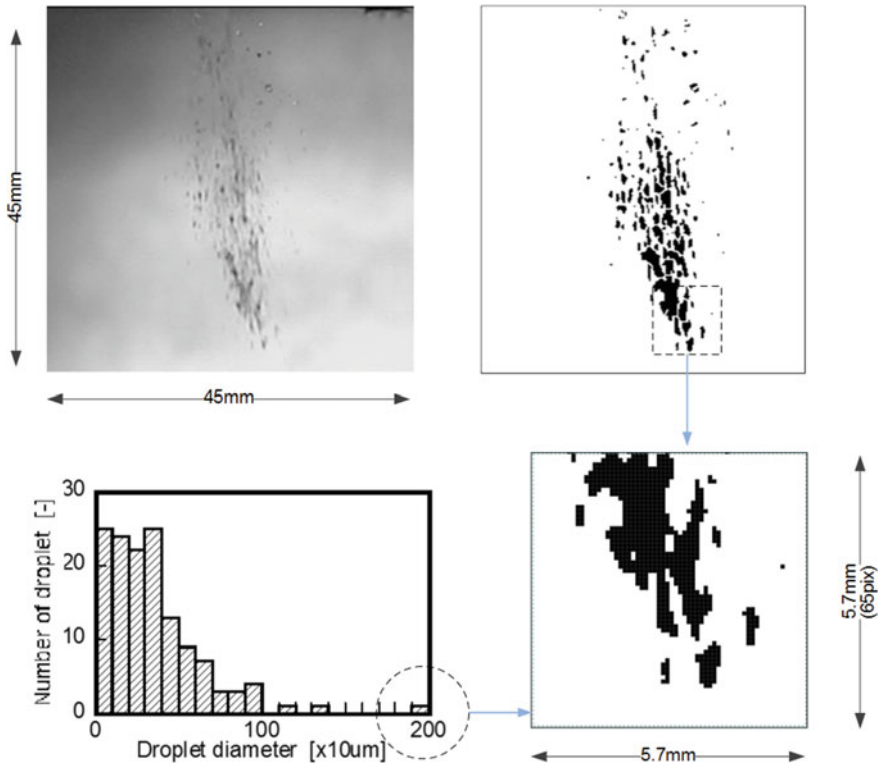 45mm
45mm
30
20
10
0
Number of droplet [-]
0
100
200
Droplet diameter [x10um]
5.7mm
(65pix)
5.7mm